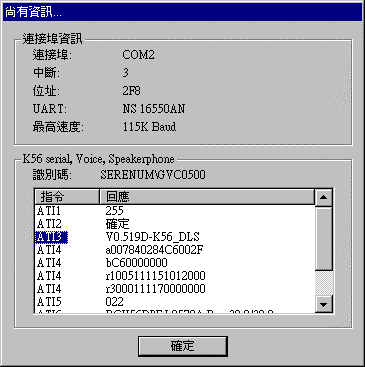 尚有資訊...
連接埠資訊
連接埠: COM2
中斷: 3
位址: 2F8
UART: NS 16550AN
最高速度: 115K Baud
K56 serial, Voice, Speakerphone
識別碼: SERENUM\GVC0500
指令 回應
ATI1 255
ATI2 確定
ATI3 V0.519D-K56_DLS
ATI4 a007840284C6002F
ATI4 bC60000000
ATI4 r1005111151012000
ATI4 r3000111170000000
ATI5 022
確定